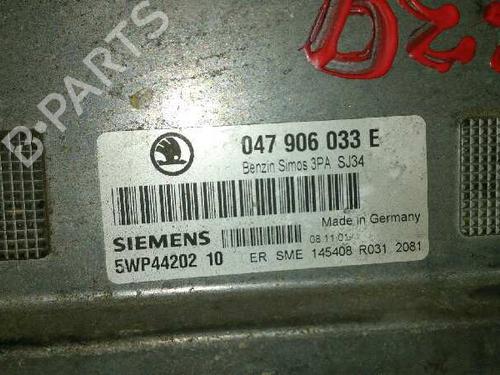 B-PARTS
047 906 033 E
Benzin Simos 3PA SJ34
Made in Germany
SIEMENS
08.11.01
5WP44202 10
ER SME 145408 R031 2081